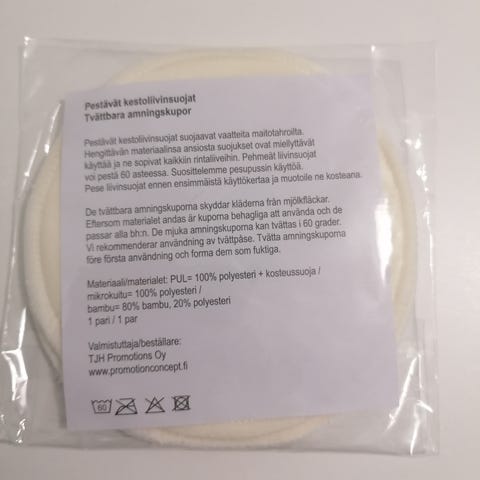 Pestävät kestoliivinsuojat
Tvättbara amningskupor
Pestävät kestoliivinsuojat suojaavat vaatteita maitotahroilta.
Hengittävän materiaalinsa ansiosta suojukset ovat miellyttävät
käyttää ja ne sopivat kaikkiin rintaliiveihin. Pehmeät liivinsuojat
voi pestä 60 asteessa. Suosittelemme pesupussin käyttöä.
Pese liivinsuojat ennen ensimmäistä käyttökertaa ja muotoile ne kosteana.
De tvättbara amningskuporna skyddar kläderna från mjölkfläckar.
Eftersom materialet andas är kuporna behagliga att använda och de
passar alla bh:n. De mjuka amningskuporna kan tvättas i 60 grader.
Vi rekommenderar användning av tvättpåse. Tvätta amningskuporna
före första användning och forma dem som fuktiga.
Materiaali/materialet: PUL= 100% polyesteri + kosteussuoja /
mikrokuitu= 100% polyesteri /
bambu= 80% bambu, 20% polyesteri
1 pari / 1 par
Valmistuttaja/beställare:
TJH Promotions Oy
www.promotionconcept.fi
60